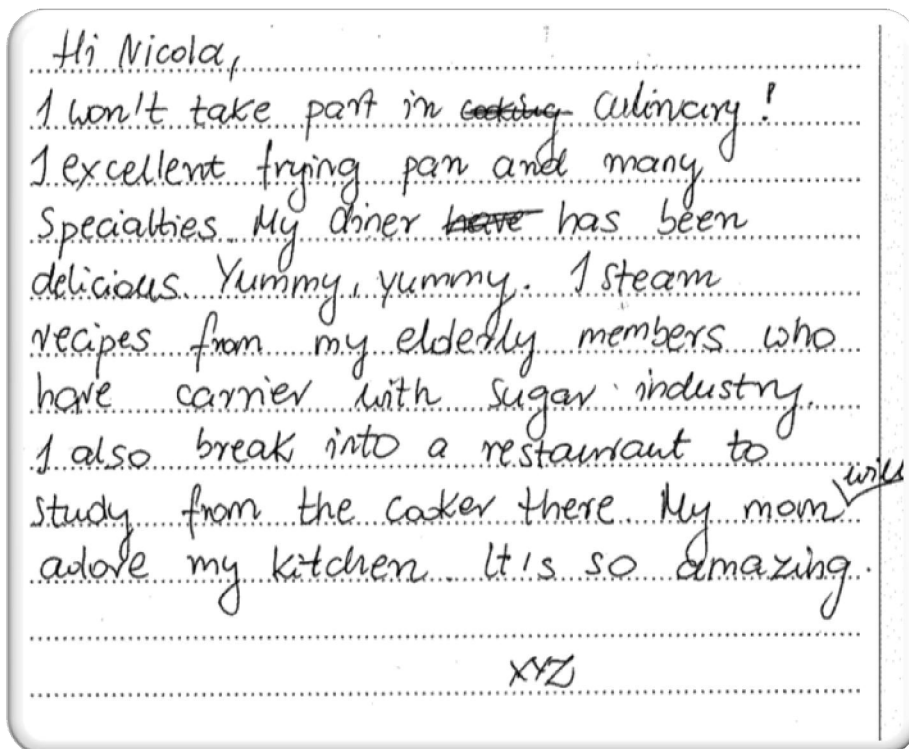 Hi Nicola,
I won't take part in cooking culinary!
I excellent frying pan and many
specialties. My diner have has been
delicious. Yummy, yummy. I steam
recipes from my elderly members who
have carrier with sugar industry.
I also break into a restaurant to
study from the cooker there. My mom will
adore my kitchen. It is so amazing.
XYZ